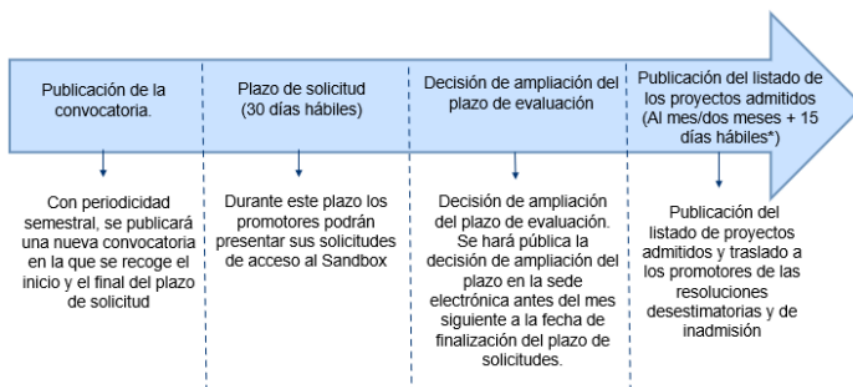 Publicación de la
convocatoria.
Plazo de solicitud
(30 días hábiles)
Decisión de ampliación del
plazo de evaluación
Publicación del listado de
los proyectos admitidos
(Al mes/dos meses + 15
días hábiles*)
Con periodicidad
semestral, se publicará
una nueva convocatoria
en la que se recoge el
inicio y el final del plazo
de solicitud
Durante este plazo los
promotores podrán
presentar sus solicitudes
de acceso al Sandbox
Decisión de ampliación
del plazo de evaluación.
Se hará pública la
decisión de ampliación del
plazo en la sede
electrónica antes del mes
siguiente a la fecha de
finalización del plazo de
solicitudes.
Publicación del
listado de proyectos
admitidos y traslado a
los promotores de las
resoluciones
desestimatorias y de
inadmisión